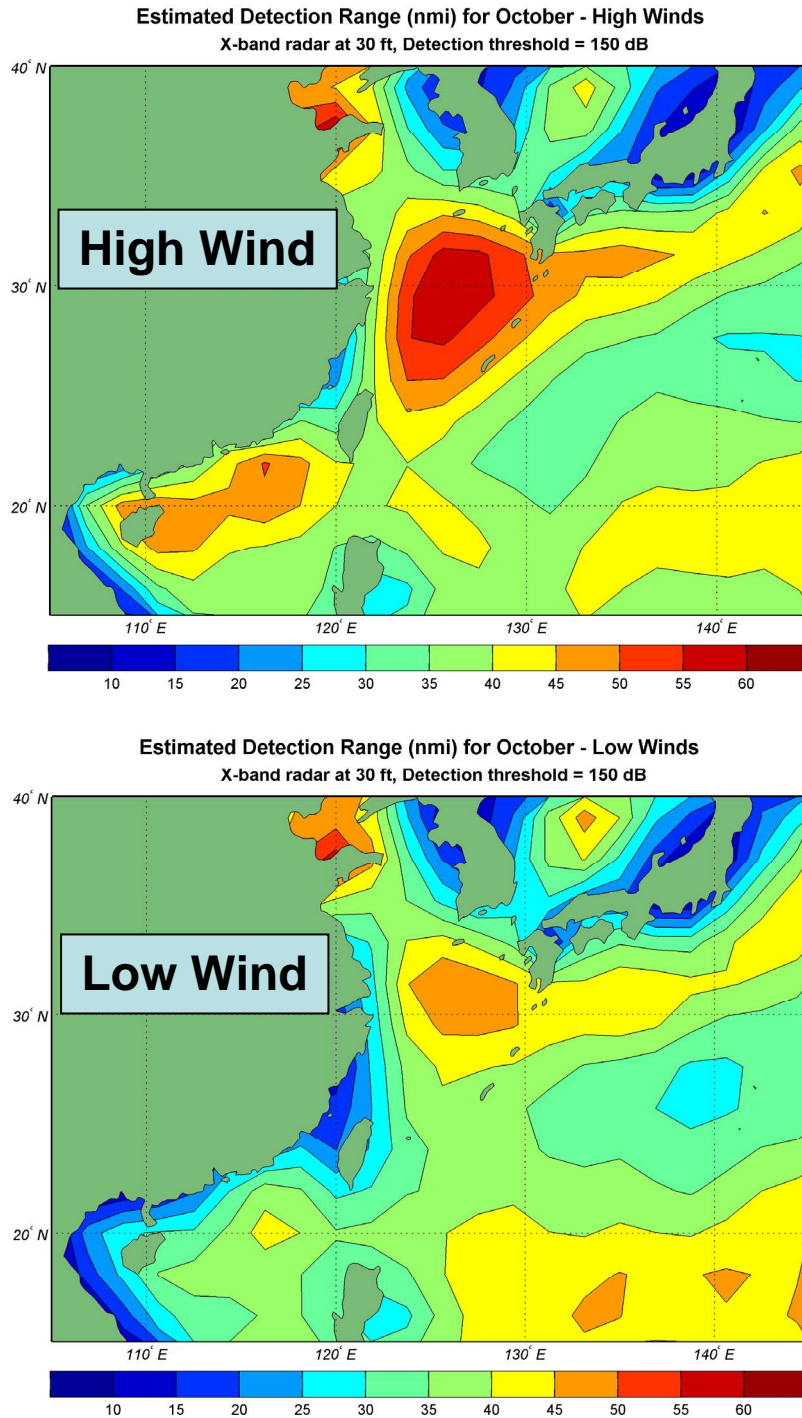 Estimated Detection Range (nmi) for October - High Winds
X-band radar at 30 ft, Detection threshold = 150 dB
40° N
High Wind
30° N
20° N
110° E 120° E 130° E 140° E
10 15 20 25 30 35 40 45 50 55 60
Estimated Detection Range (nmi) for October - Low Winds
X-band radar at 30 ft, Detection threshold = 150 dB
40° N
Low Wind
30° N
20° N
110° E 120° E 130° E 140° E
10 15 20 25 30 35 40 45 50 55 60